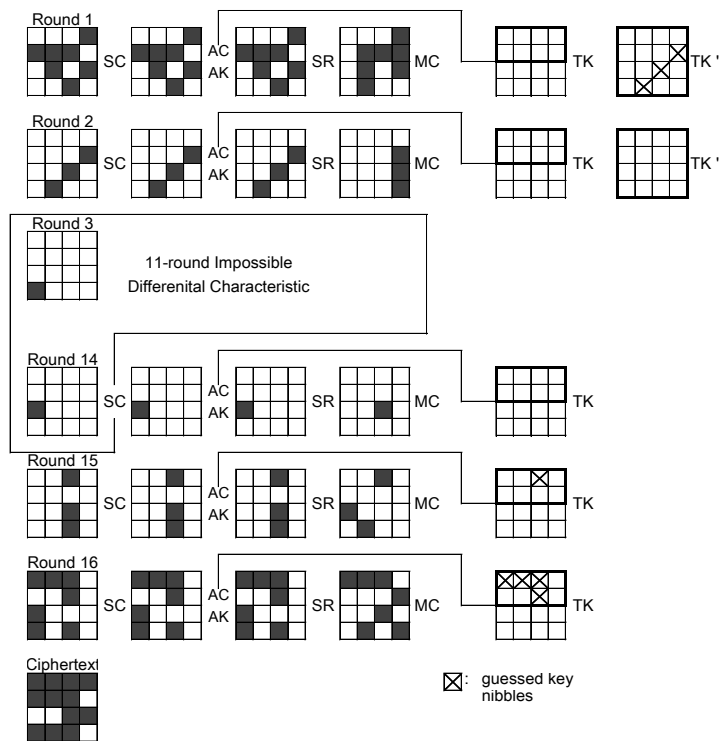 Round 1
SC AC SR MC TK TK '
AK
Round 2
SC AC SR MC TK TK '
AK
Round 3
11-round Impossible
Differenital Characteristic
Round 14
SC AC SR MC TK
AK
Round 15
SC AC SR MC TK
AK
Round 16
SC AC SR MC TK
AK
Ciphertext
: guessed key
nibbles